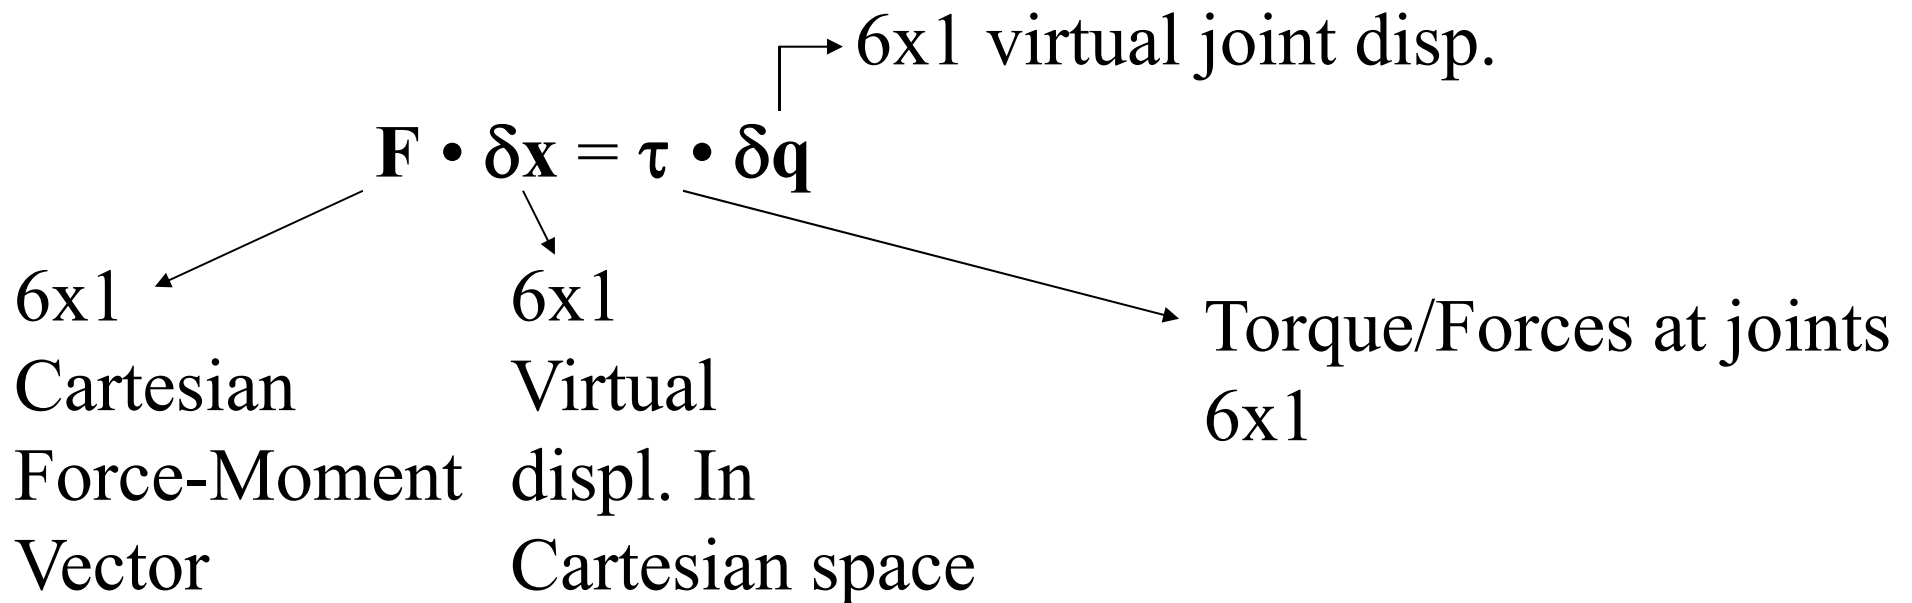 6x1 virtual joint disp.
F • δx = τ • δq
6x1
Cartesian
Force-Moment
Vector
6x1
Virtual
displ. In
Cartesian space
Torque/Forces at joints
6x1